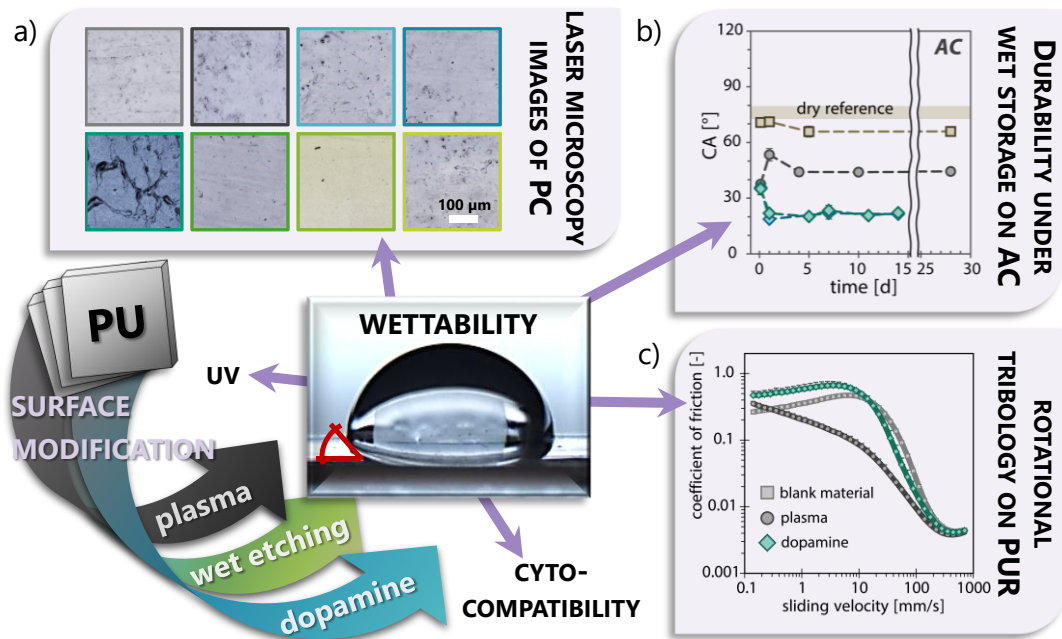 a)
LASER MICROSCOPY
IMAGES OF PC
100 µm
b)
AC
120
90
60
30
0
CA [°]
dry reference
0
5
10
15
25
30
time [d]
DURABILITY UNDER
WET STORAGE ON AC
PU
SURFACE
MODIFICATION
plasma
wet etching
dopamine
WETTABILITY
UV
CYTO-
COMPATIBILITY
c)
coefficient of friction [-]
1.0
0.1
0.01
0.001
blank material
plasma
dopamine
0.1
1
10
100
1000
sliding velocity [mm/s]
ROTATIONAL
TRIBOLOGY ON PUR